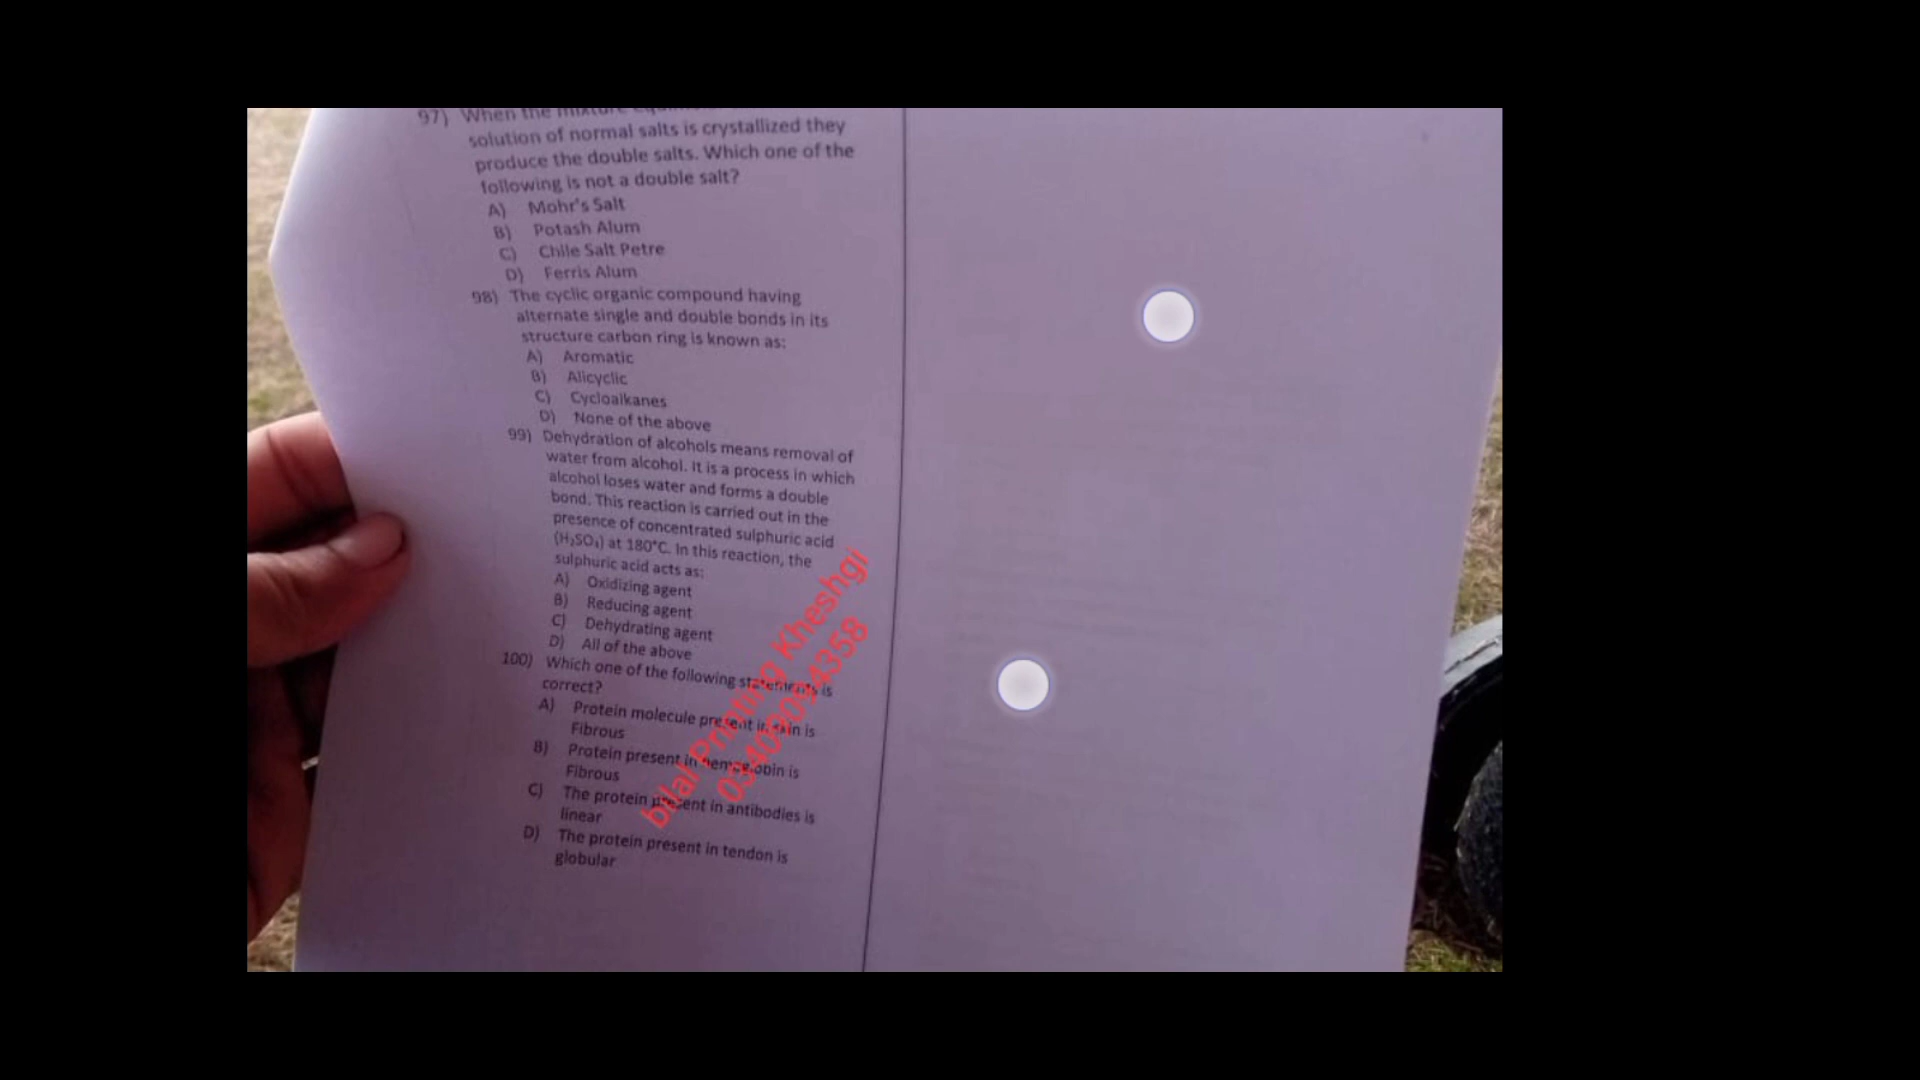 97) When the mixture
solution of normal salts is crystallized they
produce the double salts. Which one of the
following is not a double salt?
A) Mohr's Salt
B) Potash Alum
C) Chile Salt Petre
D) Ferris Alum
98) The cyclic organic compound having
alternate single and double bonds in its
structure carbon ring is known as:
A) Aromatic
B) Alicyclic
C) Cycloalkanes
D) None of the above
99) Dehydration of alcohols means removal of
water from alcohol. It is a process in which
alcohol loses water and forms a double
bond. This reaction is carried out in the
presence of concentrated sulphuric acid
(H₂SO₄) at 180°C. In this reaction, the
sulphuric acid acts as:
A) Oxidizing agent
B) Reducing agent
C) Dehydrating agent
D) All of the above
100) Which one of the following statements is
correct?
A) Protein molecule present in skin is
Fibrous
B) Protein present in hemoglobin is
Fibrous
C) The protein present in antibodies is
linear
D) The protein present in tendon is
globular
bilal Printing Kheshgi
03409094358